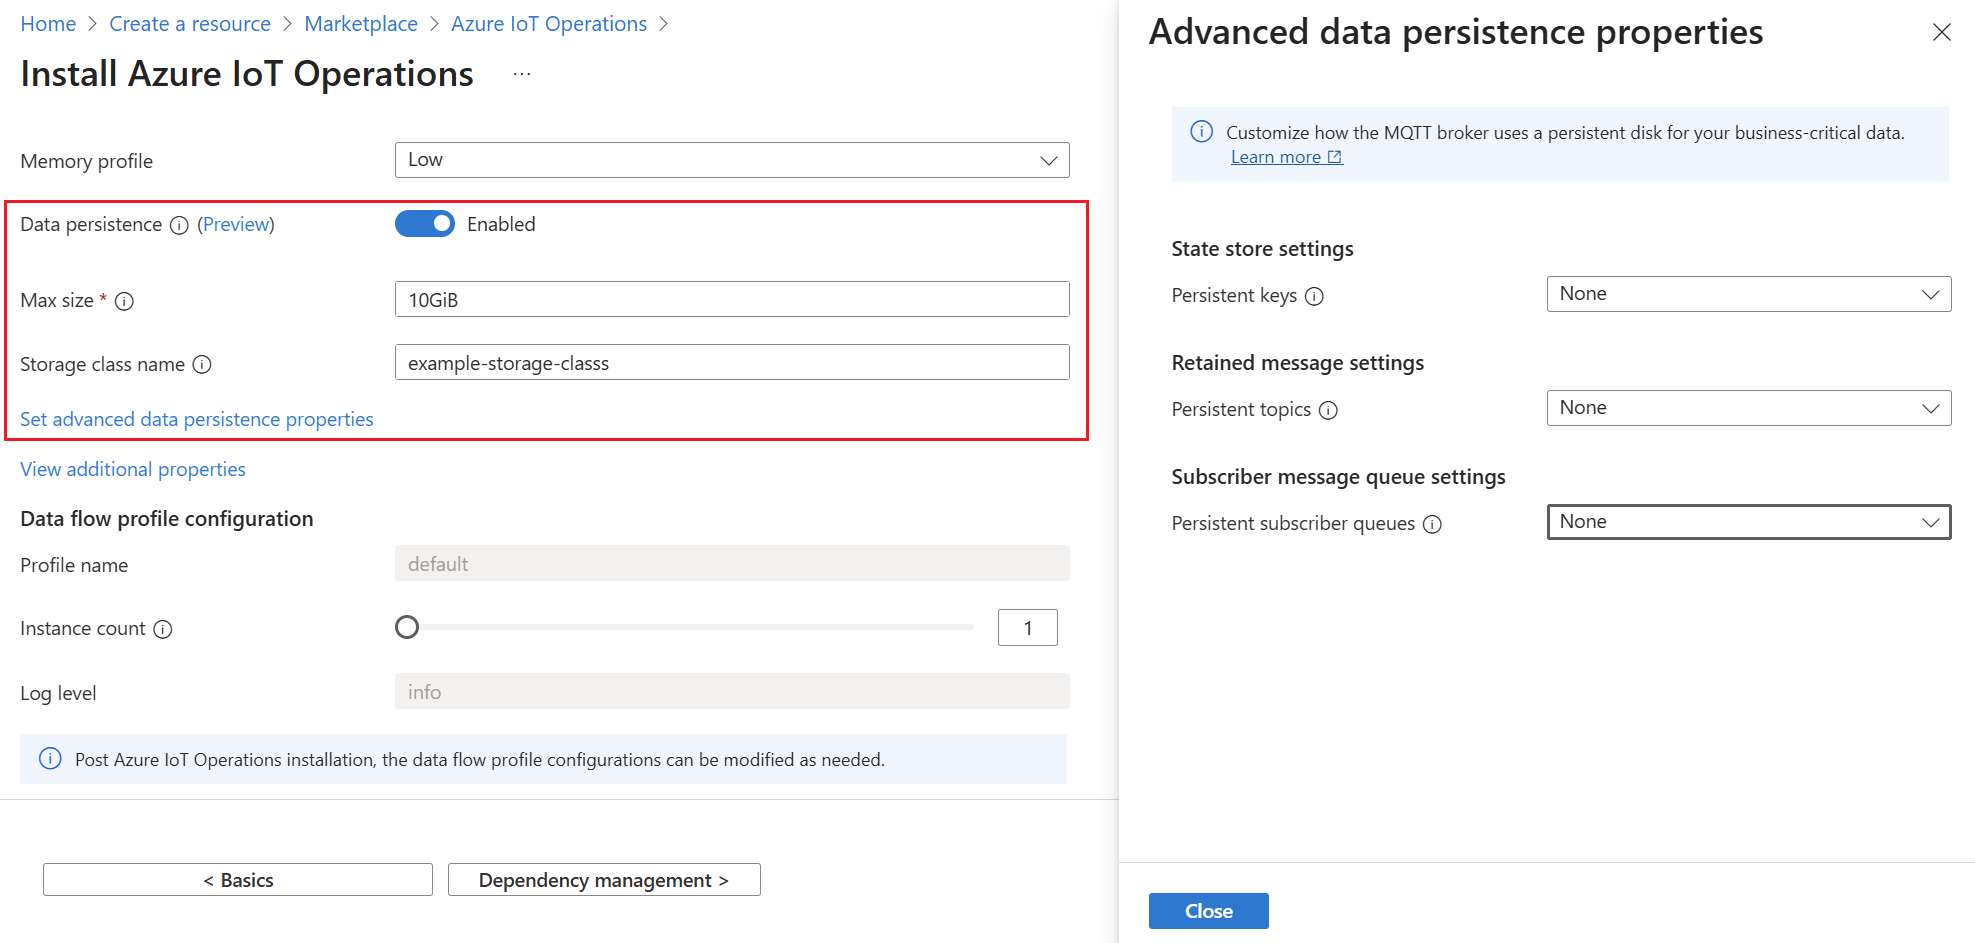 Home > Create a resource > Marketplace > Azure IoT Operations >
Install Azure IoT Operations ...
Memory profile
Low
Data persistence (Preview)
Enabled
Max size *
10GiB
Storage class name
example-storage-classs
Set advanced data persistence properties
View additional properties
Data flow profile configuration
Profile name
default
Instance count
1
Log level
info
Post Azure IoT Operations installation, the data flow profile configurations can be modified as needed.
< Basics
Dependency management >
Advanced data persistence properties
Customize how the MQTT broker uses a persistent disk for your business-critical data.
Learn more
State store settings
Persistent keys
None
Retained message settings
Persistent topics
None
Subscriber message queue settings
Persistent subscriber queues
None
Close